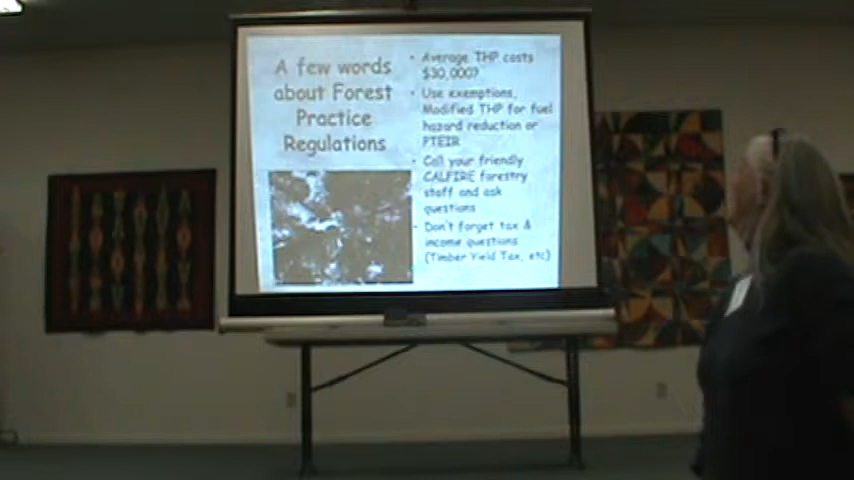 A few words
about Forest
Practice
Regulations
• Average THP costs
$30,000?
• Use exemptions,
Modified THP for fuel
hazard reduction or
PTEIR
• Call your friendly
CALFIRE forestry
staff and ask
questions
• Don't forget tax &
income questions
(Timber Yield Tax, etc)